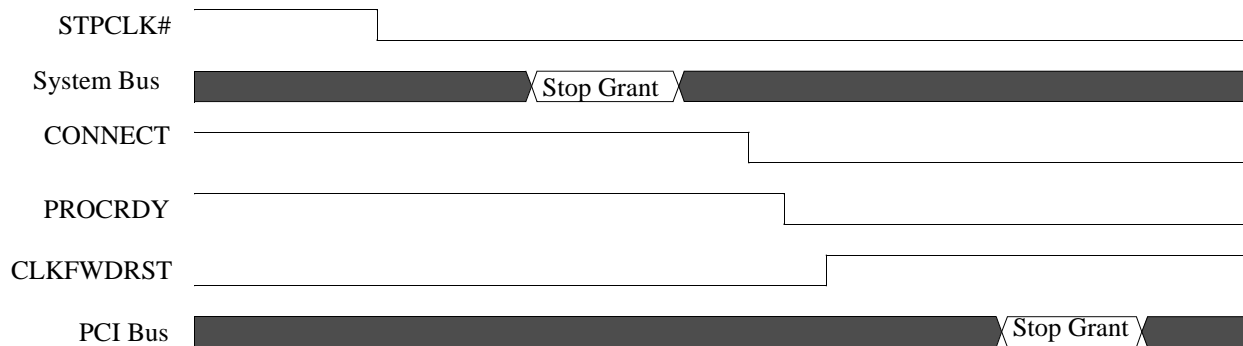 STPCLK#
System Bus
Stop Grant
CONNECT
PROCRDY
CLKFWDRST
PCI Bus
Stop Grant